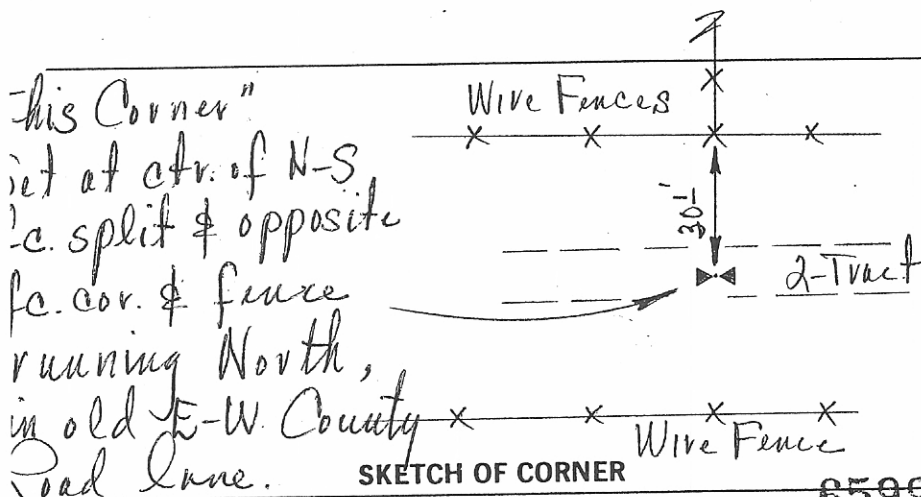 his Corner"
et at ctr. of N-S
c. split & opposite
fc. cor. & fence
running North,
in old E-W. County
Road lane.
Wire Fences
30'
2-Tract
Wire Fence
SKETCH OF CORNER